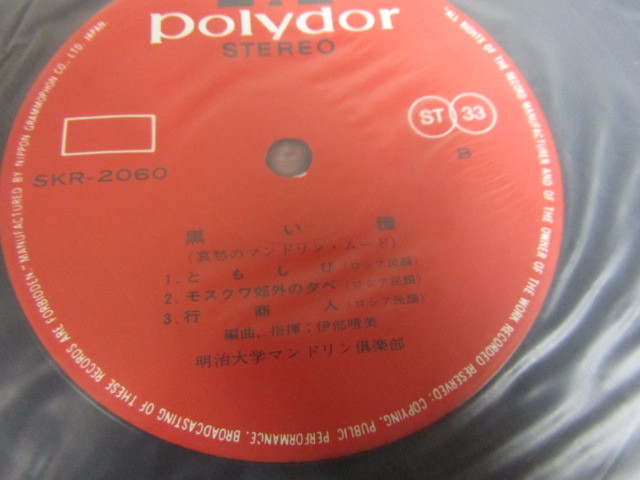 polydor
STEREO
ST 33
SKR-2060
B
黒い瞳
(哀愁のマンドリン・ムード)
1. ともしび (ロシア民謡)
2. モスクワ郊外の夕べ (ロシア民謡)
3. 行商人 (ロシア民謡)
編曲、指揮:伊部晴美
明治大学マンドリン倶楽部
MANUFACTURED BY NIPPON GRAMMOPHON CO., LTD. JAPAN.
"ALL RIGHTS OF THE RECORD MANUFACTURER AND OF THE OWNER OF THE WORK RECORDED RESERVED: COPYING, PUBLIC PERFORMANCE, BROADCASTING OF THESE RECORDS ARE FORBIDDEN"